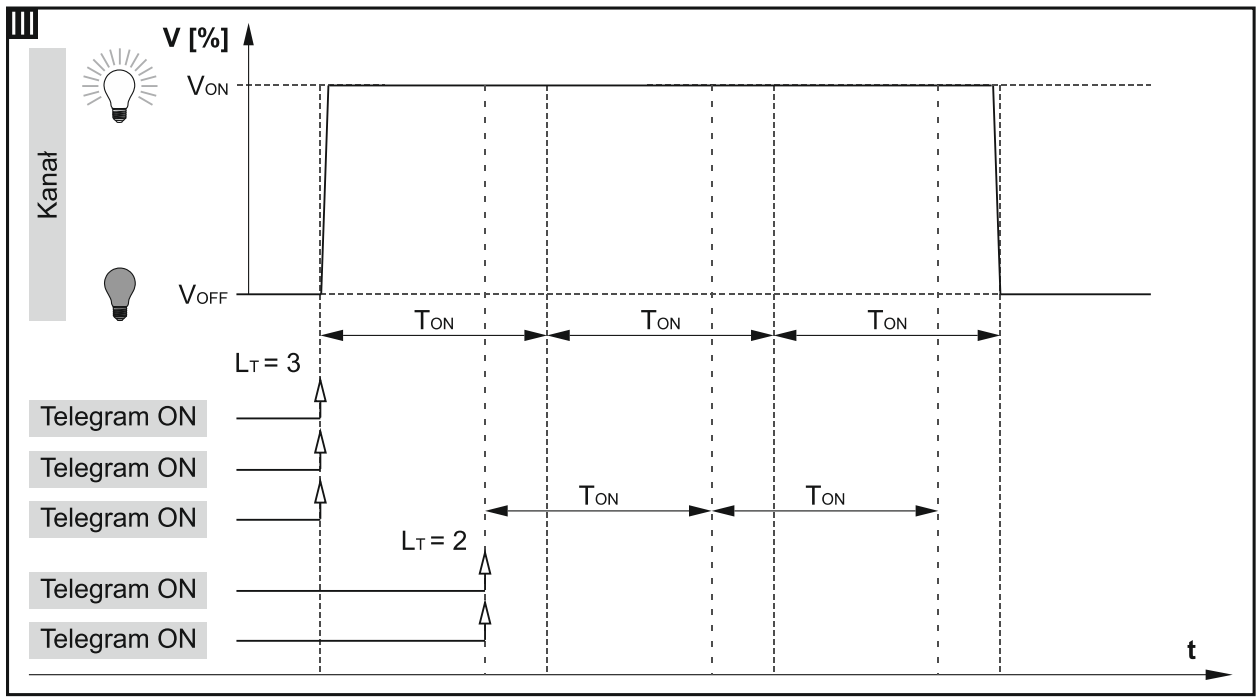 III
V [%]
VON
Kanał
VOFF
TON TON TON
LT = 3
Telegram ON
Telegram ON
Telegram ON
TON TON
LT = 2
Telegram ON
Telegram ON
t